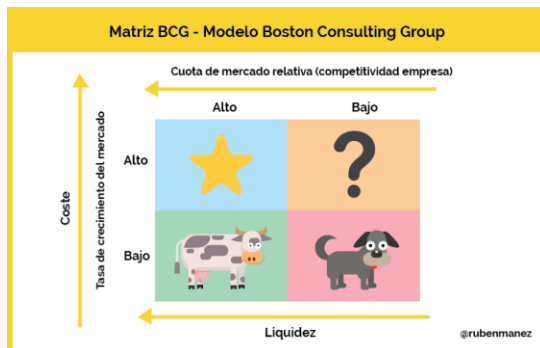 Matriz BCG - Modelo Boston Consulting Group
Cuota de mercado relativa (competitividad empresa)
Alto
Bajo
Coste
Tasa de crecimiento del mercado
Alto
?
Bajo
Liquidez
@rubenmanez